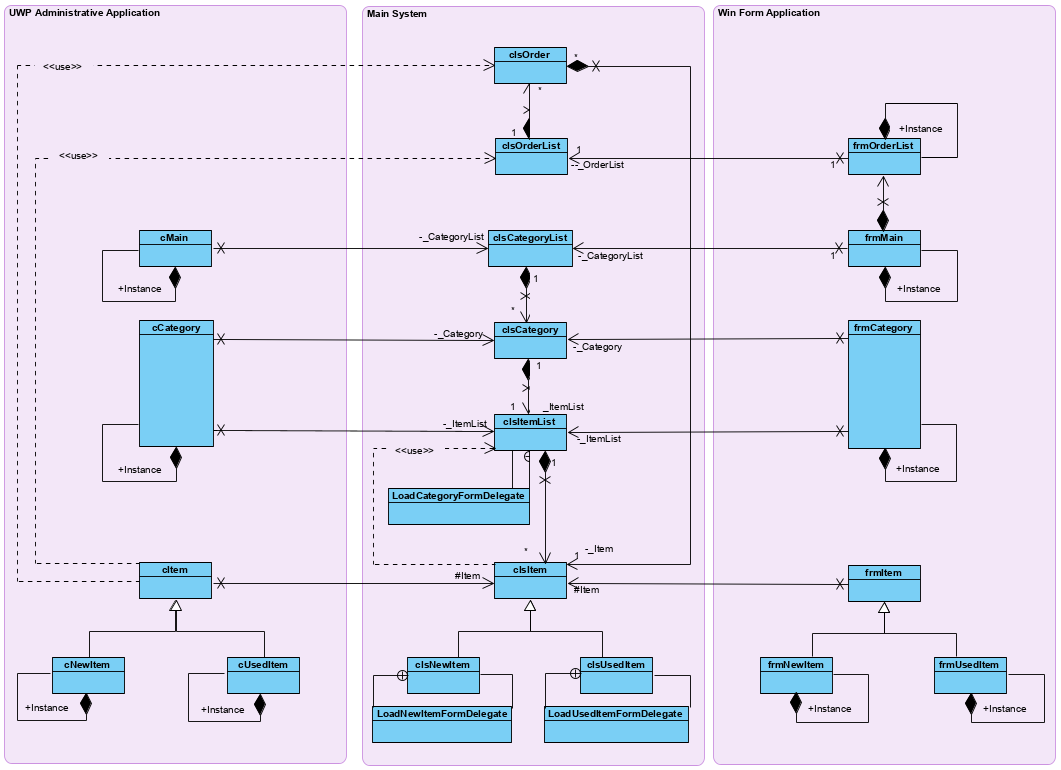 UWP Administrative Application
Main System
Win Form Application
clsOrder
*
<<use>>
*
+Instance
1
clsOrderList
1
frmOrderList
<<use>>
--_OrderList
1
cMain
-_CategoryList
clsCategoryList
frmMain
-_CategoryList
1
1
+Instance
+Instance
*
cCategory
clsCategory
frmCategory
-_Category
-_Category
1
1
_ItemList
clsItemList
-_ItemList
-_ItemList
<<use>>
1
+Instance
+Instance
LoadCategoryFormDelegate
*
-_Item
1
cItem
clsItem
frmItem
#Item
#Item
cNewItem
cUsedItem
clsNewItem
clsUsedItem
frmNewItem
frmUsedItem
+Instance
+Instance
LoadNewItemFormDelegate
LoadUsedItemFormDelegate
+Instance
+Instance